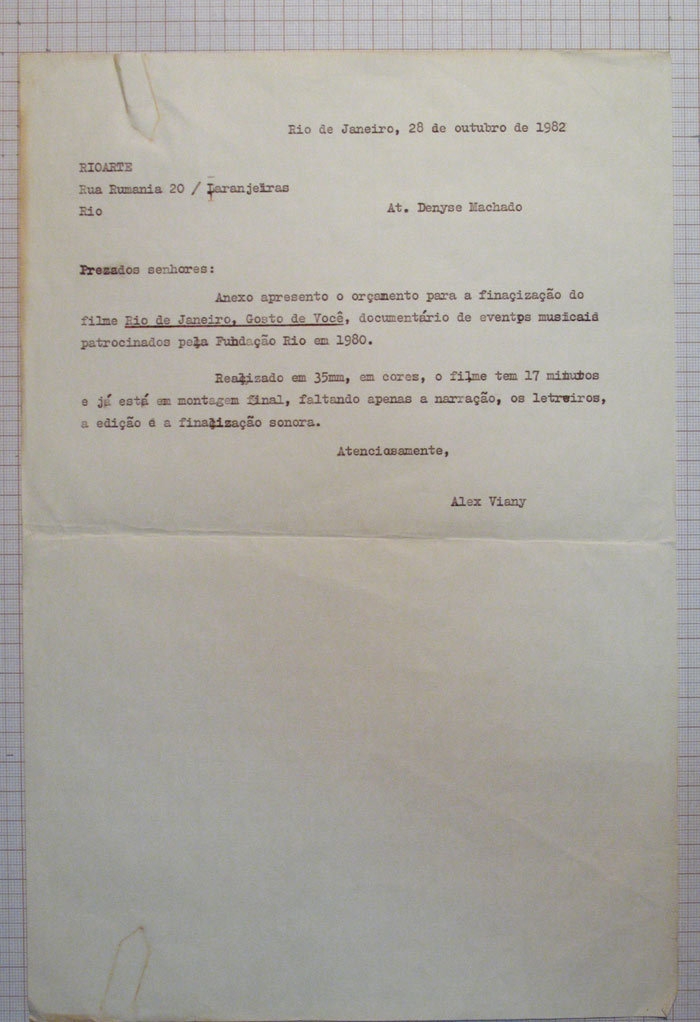 Rio de Janeiro, 28 de outubro de 1982
RIOARTE
Rua Rumania 20 / Laranjeiras
Rio
At. Denyse Machado
Prezados senhores:
Anexo apresento o orçamento para a finaçização do
filme Rio de Janeiro, Gosto de Você, documentário de eventps musicaid
patrocinados pela Fundação Rio em 1980.
Realizado em 35mm, em cores, o filme tem 17 minutos
e já está em montagem final, faltando apenas a narração, os letreiros,
a edição e a finalização sonora.
Atenciosamente,
Alex Viany